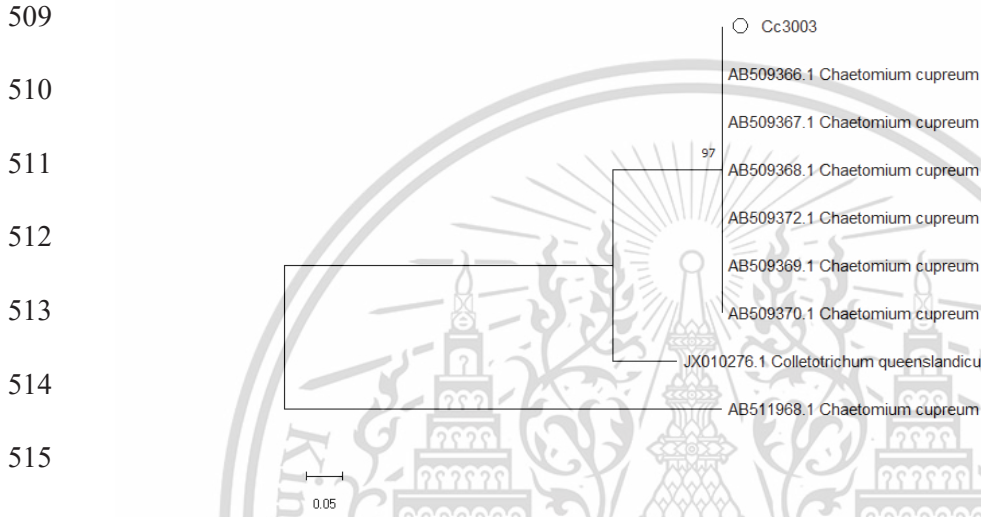 509
Cc3003
510
AB509366.1 Chaetomium cupreum
AB509367.1 Chaetomium cupreum
97
511
AB509368.1 Chaetomium cupreum
512
AB509372.1 Chaetomium cupreum
AB509369.1 Chaetomium cupreum
513
AB509370.1 Chaetomium cupreum
JX010276.1 Colletotrichum queenslandicu
514
AB511968.1 Chaetomium cupreum
515
Kin
0.05